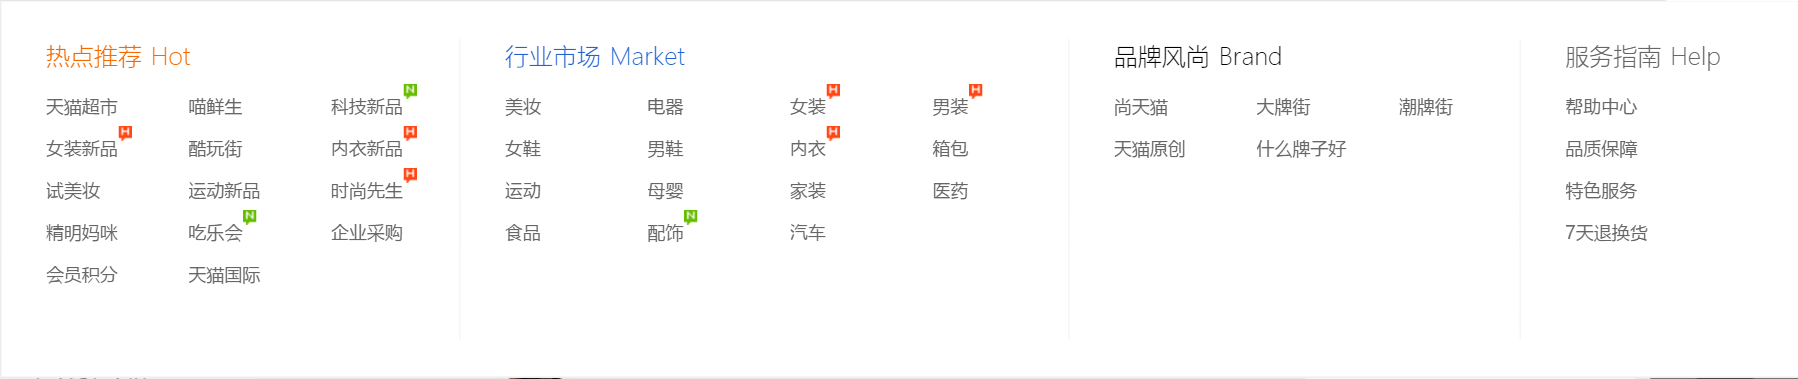 热点推荐 Hot
天猫超市 喵鲜生 科技新品 N
女装新品 H 酷玩街 内衣新品 H
试美妆 运动新品 时尚先生 H
精明妈咪 吃乐会 N 企业采购
会员积分 天猫国际
行业市场 Market
美妆 电器 女装 H 男装 H
女鞋 男鞋 内衣 H 箱包
运动 母婴 家装 医药
食品 配饰 N 汽车
品牌风尚 Brand
尚天猫 大牌街 潮牌街
天猫原创 什么牌子好
服务指南 Help
帮助中心
品质保障
特色服务
7天退换货